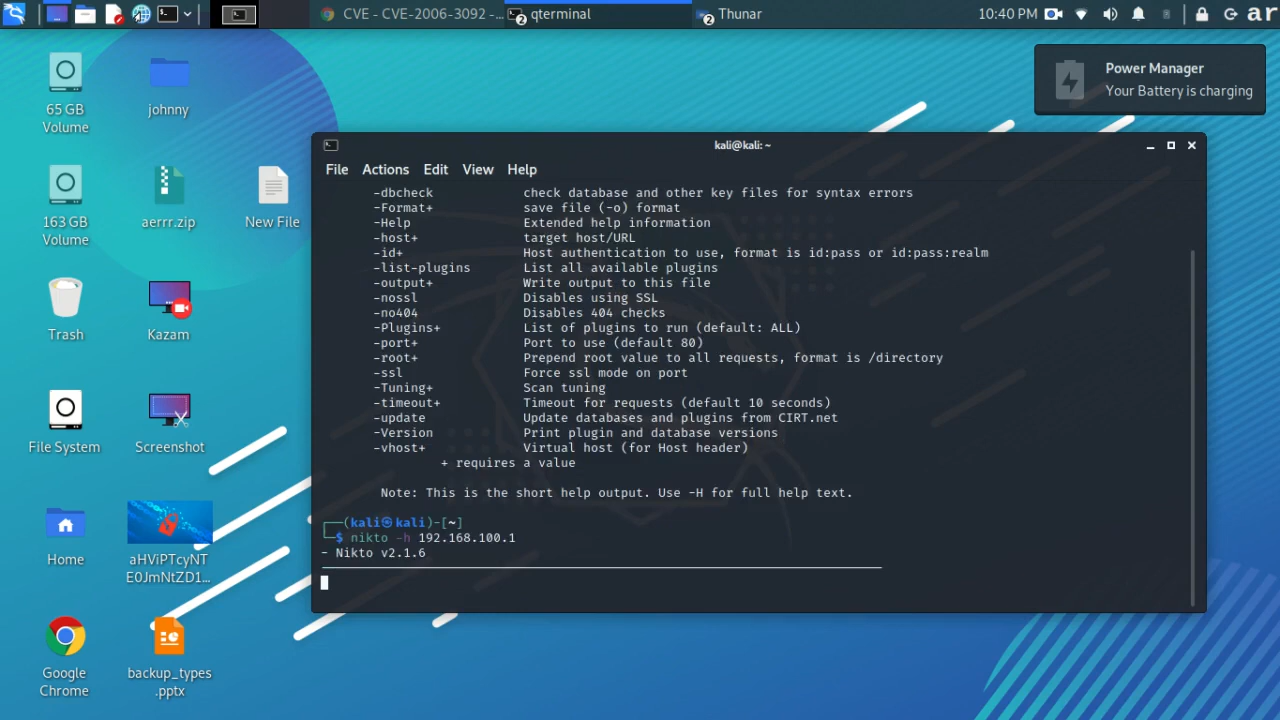 CVE - CVE-2006-3092 -...
2
qterminal
2
Thunar
10:40 PM
ar
Power Manager
Your Battery is charging
65 GB
Volume
johnny
163 GB
Volume
aerrr.zip
New File
Trash
Kazam
File System
Screenshot
Home
aHViPTcyNT
E0JmNtZD1...
Google
Chrome
backup_types
.pptx
kali@kali: ~
File Actions Edit View Help
-dbcheck check database and other key files for syntax errors
-Format+ save file (-o) format
-Help Extended help information
-host+ target host/URL
-id+ Host authentication to use, format is id:pass or id:pass:realm
-list-plugins List all available plugins
-output+ Write output to this file
-nossl Disables using SSL
-no404 Disables 404 checks
-Plugins+ List of plugins to run (default: ALL)
-port+ Port to use (default 80)
-root+ Prepend root value to all requests, format is /directory
-ssl Force ssl mode on port
-Tuning+ Scan tuning
-timeout+ Timeout for requests (default 10 seconds)
-update Update databases and plugins from CIRT.net
-Version Print plugin and database versions
-vhost+ Virtual host (for Host header)
+ requires a value
Note: This is the short help output. Use -H for full help text.
┌──(kali㉿kali)-[~]
└─$ nikto -h 192.168.100.1
- Nikto v2.1.6